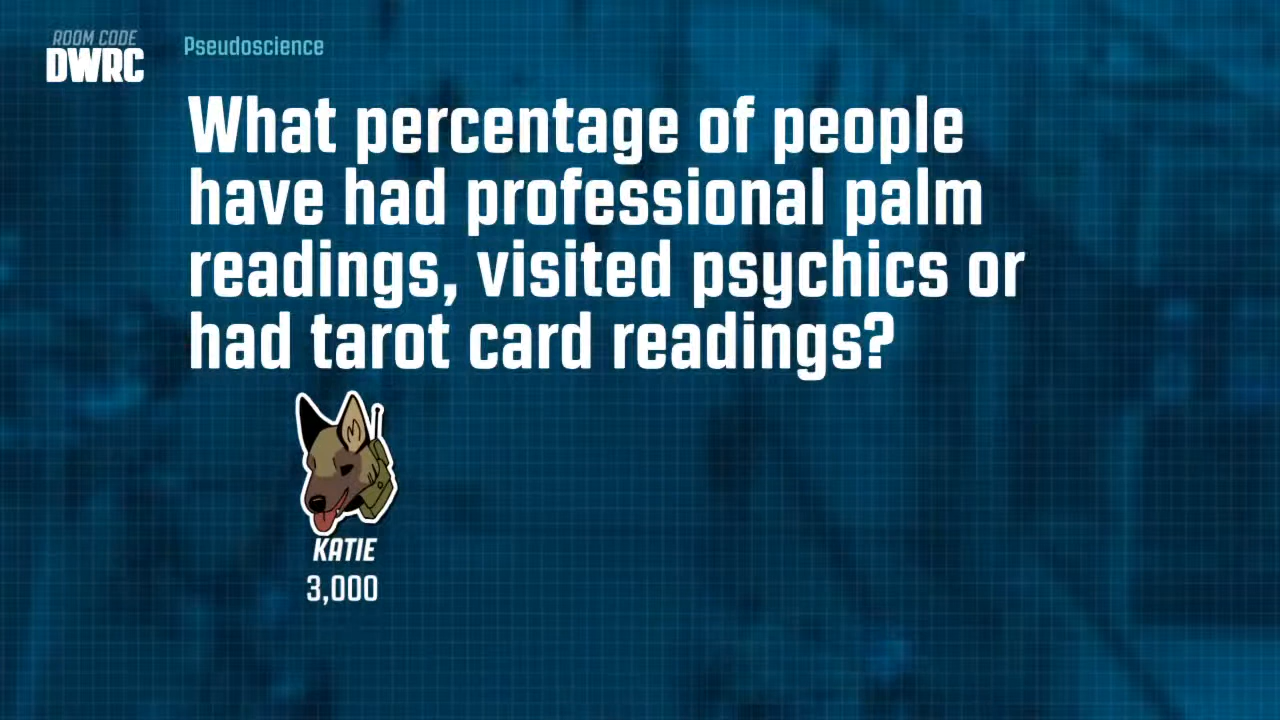 ROOM CODE
DWRC
Pseudoscience
What percentage of people
have had professional palm
readings, visited psychics or
had tarot card readings?
KATIE
3,000